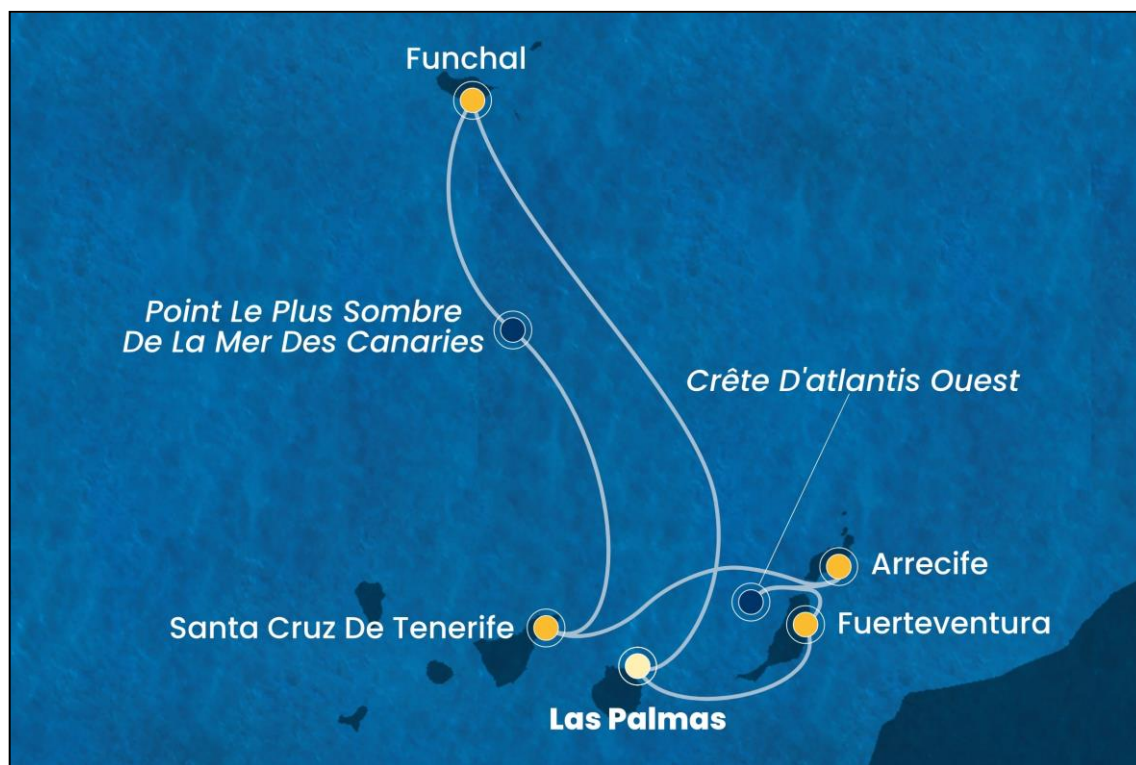 Funchal
Point Le Plus Sombre
De La Mer Des Canaries
Crête D'atlantis Ouest
Arrecife
Santa Cruz De Tenerife
Fuerteventura
Las Palmas